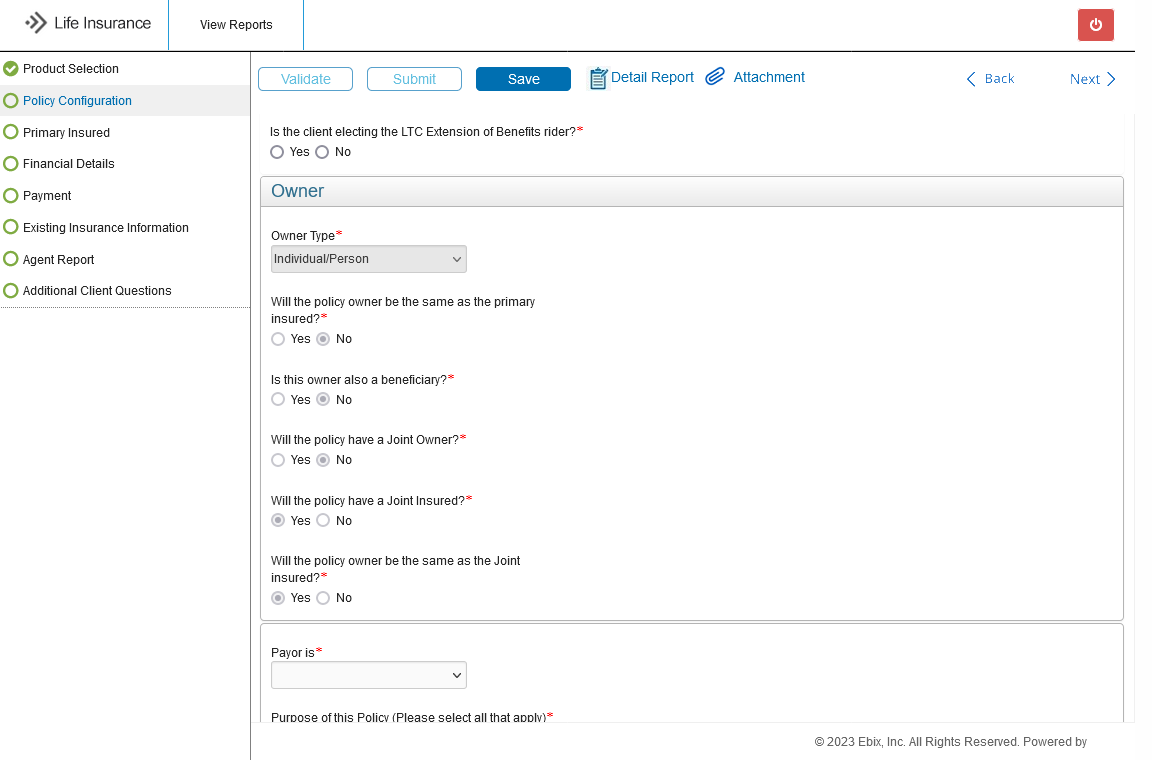 Life Insurance
View Reports
Product Selection
Policy Configuration
Primary Insured
Financial Details
Payment
Existing Insurance Information
Agent Report
Additional Client Questions
Validate
Submit
Save
Detail Report
Attachment
Back
Next
Is the client electing the LTC Extension of Benefits rider?*
Yes No
Owner
Owner Type*
Individual/Person
Will the policy owner be the same as the primary
insured?*
Yes No
Is this owner also a beneficiary?*
Yes No
Will the policy have a Joint Owner?*
Yes No
Will the policy have a Joint Insured?*
Yes No
Will the policy owner be the same as the Joint
insured?*
Yes No
Payor is*
Purpose of this Policy (Please select all that apply)*
© 2023 Ebix, Inc. All Rights Reserved. Powered by